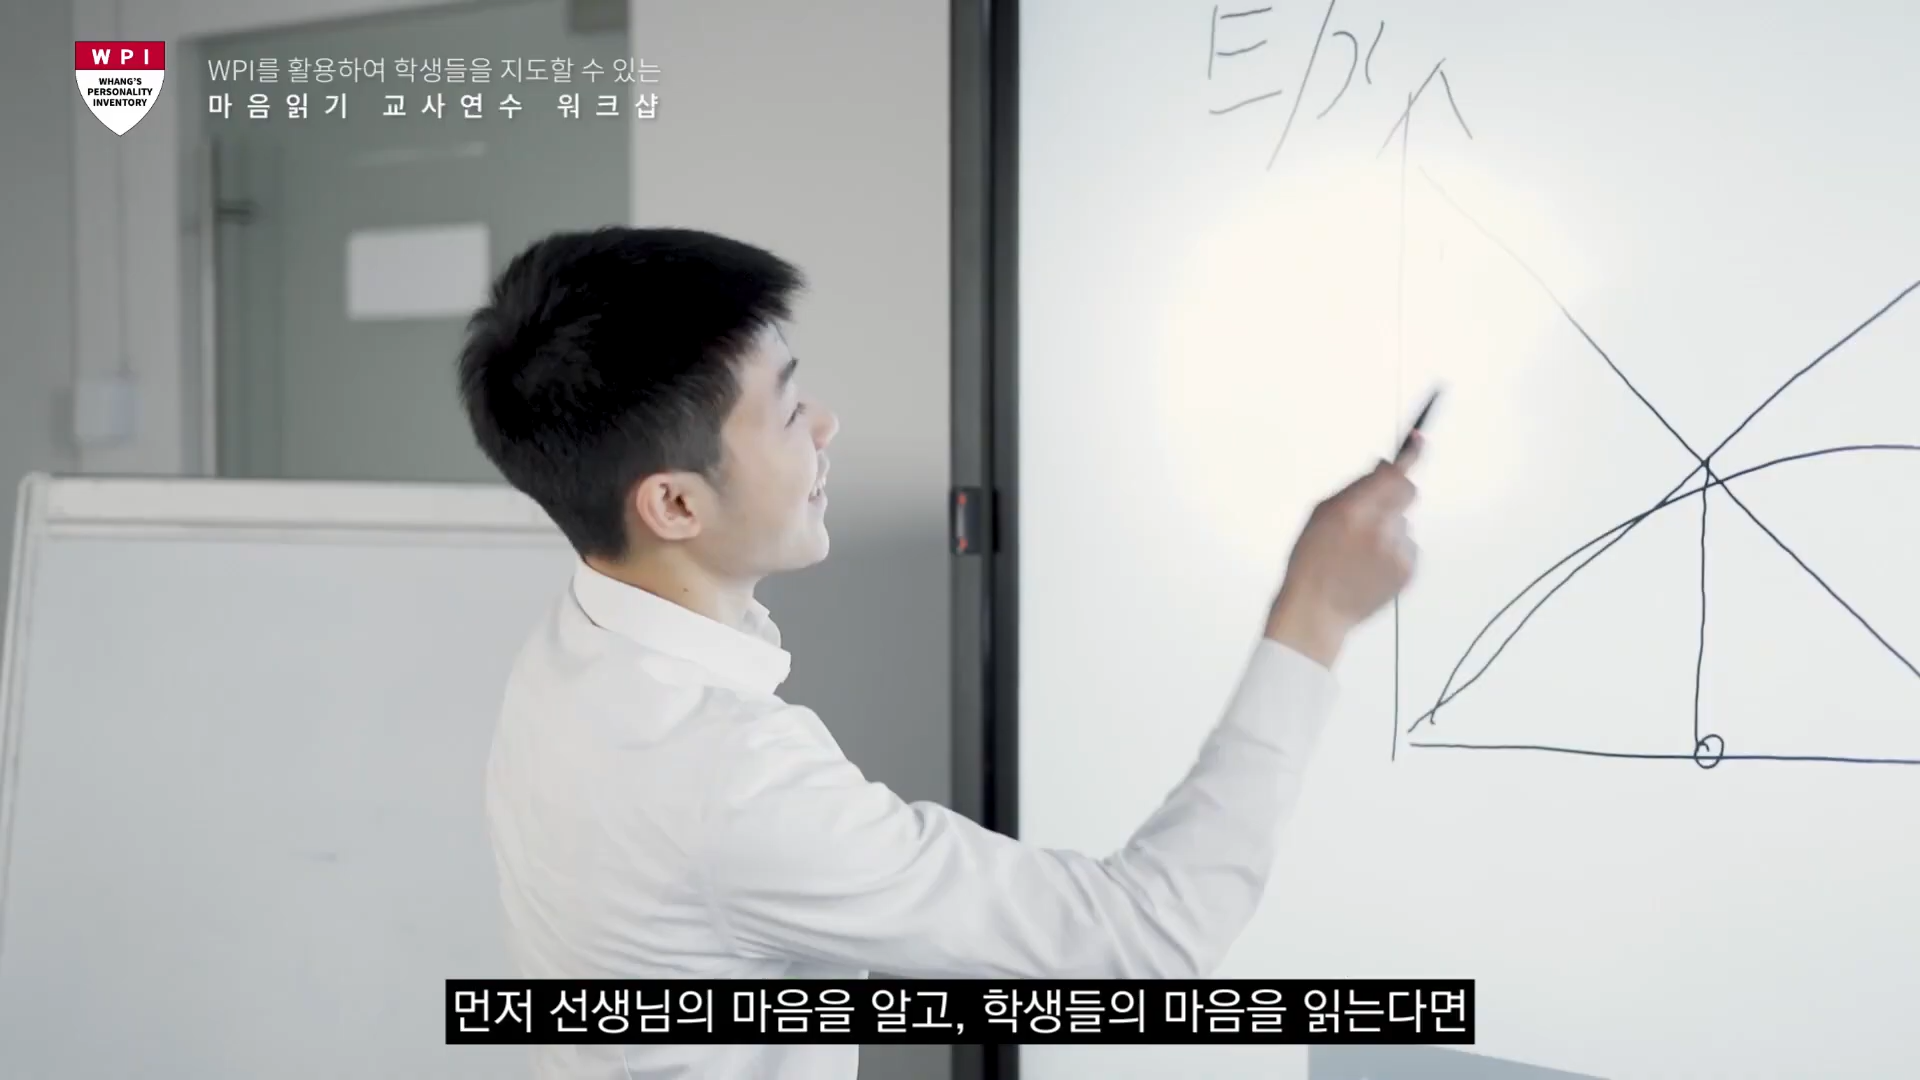 WPI
WHANG'S
PERSONALITY
INVENTORY
WPI를 활용하여 학생들을 지도할 수 있는
마음읽기 교사연수 워크샵
E/x
먼저 선생님의 마음을 알고, 학생들의 마음을 읽는다면